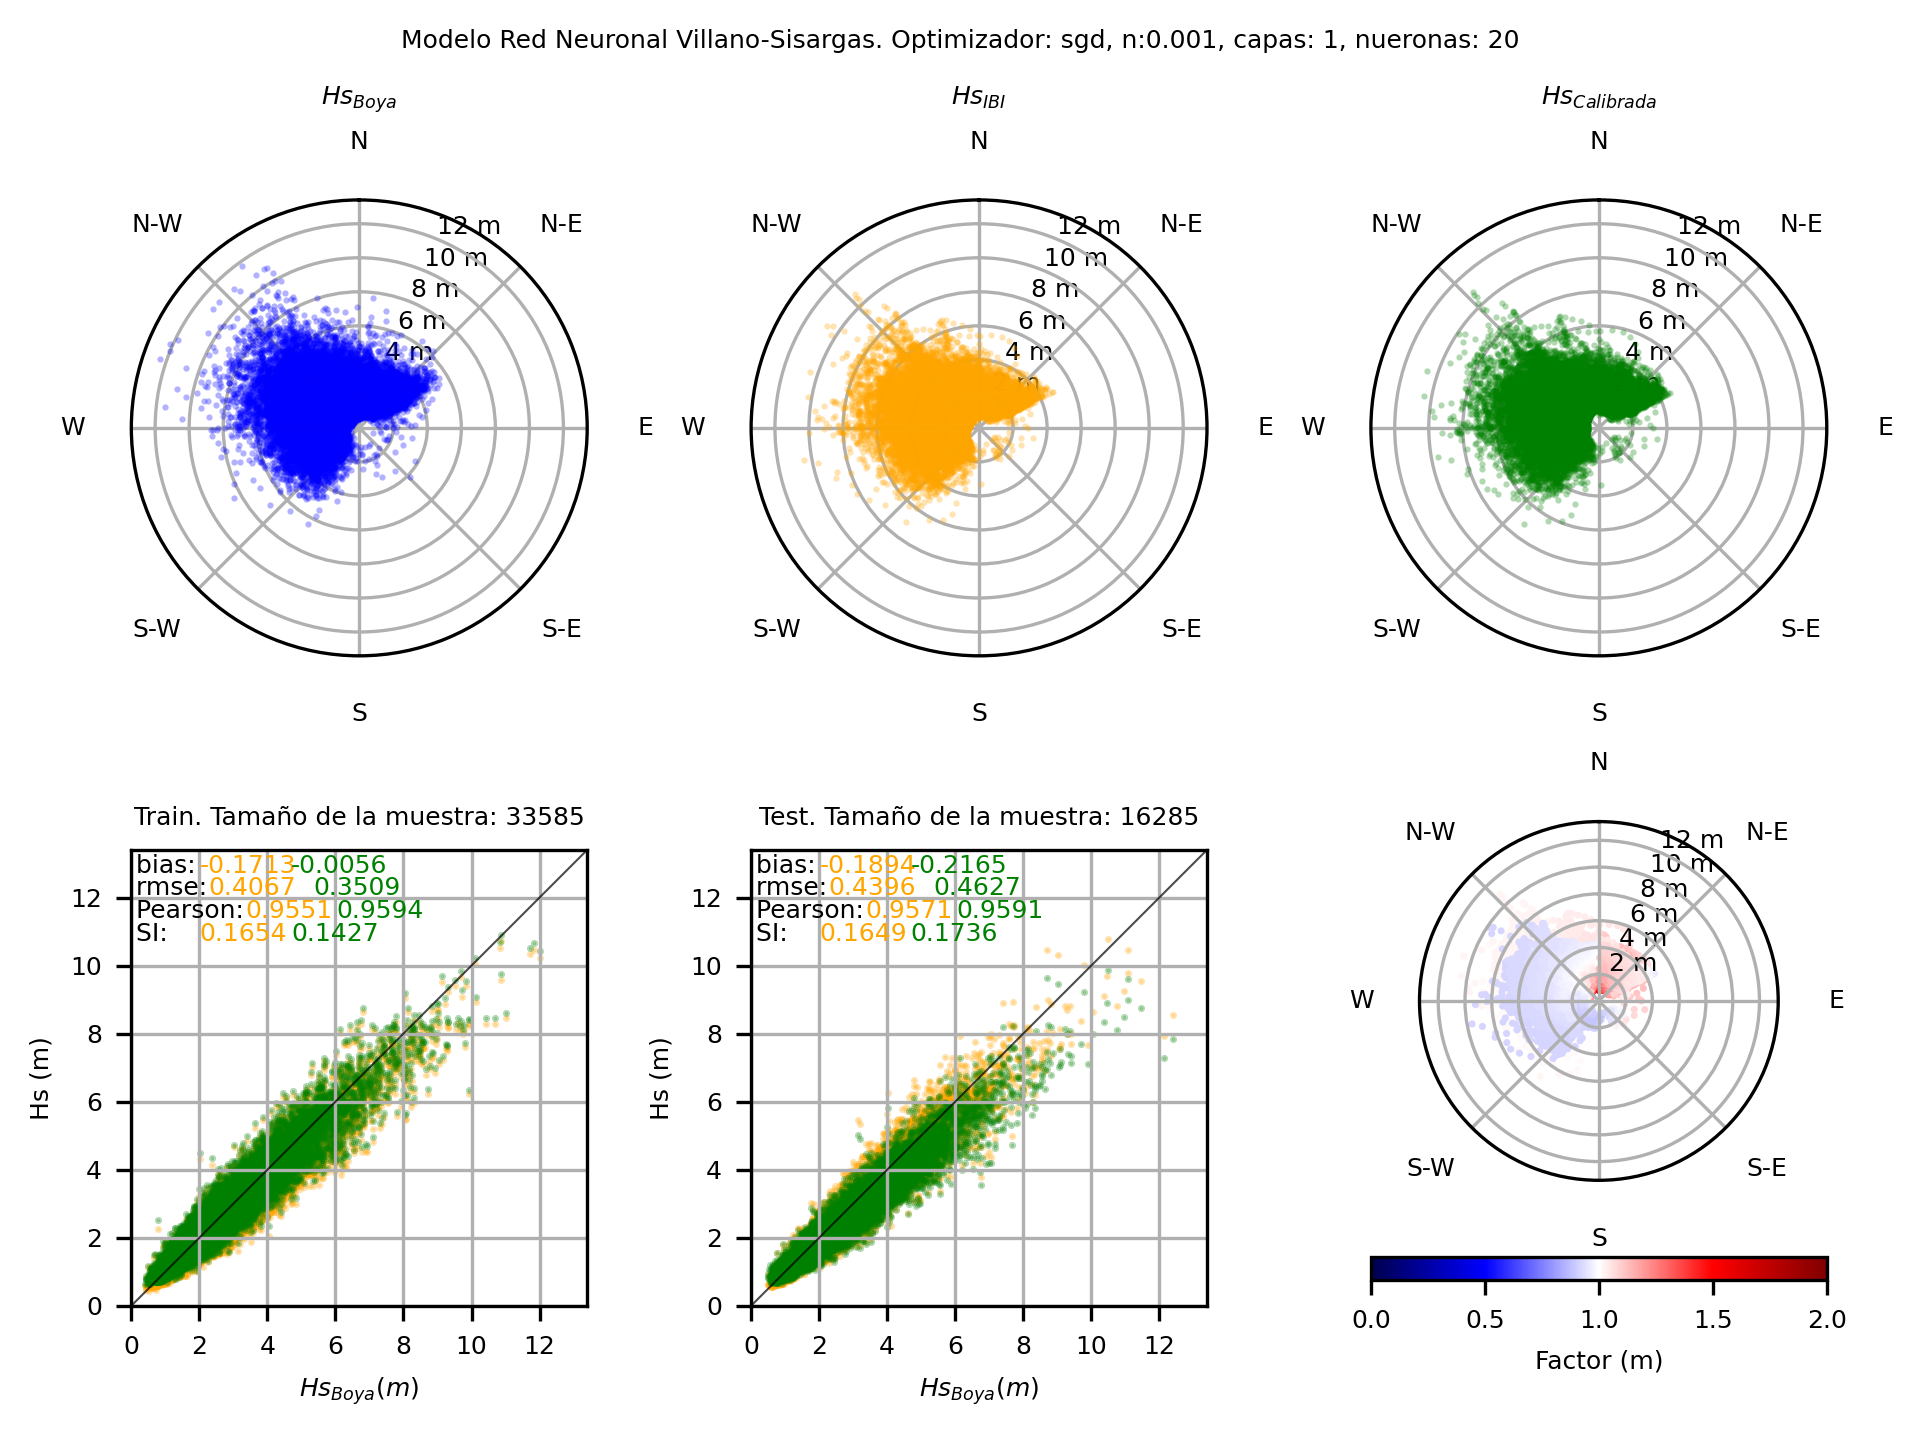 Modelo Red Neuronal Villano-Sisargas. Optimizador: sgd, n:0.001, capas: 1, nueronas: 20
Hs_Boya
N
N-E
E
S-E
S
S-W
W
N-W
4 m
6 m
8 m
10 m
12 m
Hs_IBI
N
N-E
E
S-E
S
S-W
W
N-W
m
4 m
6 m
8 m
10 m
12 m
Hs_Calibrada
N
N-E
E
S-E
S
S-W
W
N-W
4 m
6 m
8 m
10 m
12 m
Train. Tamaño de la muestra: 33585
bias: -0.1713 -0.0056
rmse: 0.4067 0.3509
Pearson: 0.9551 0.9594
SI: 0.1654 0.1427
Hs (m)
12
10
8
6
4
2
0
0 2 4 6 8 10 12
Hs_Boya(m)
Test. Tamaño de la muestra: 16285
bias: -0.1894 -0.2165
rmse: 0.4396 0.4627
Pearson: 0.9571 0.9591
SI: 0.1649 0.1736
Hs (m)
12
10
8
6
4
2
0
0 2 4 6 8 10 12
Hs_Boya(m)
N
N-E
E
S-E
S
S-W
W
N-W
2 m
4 m
6 m
8 m
10 m
12 m
0.0 0.5 1.0 1.5 2.0
Factor (m)